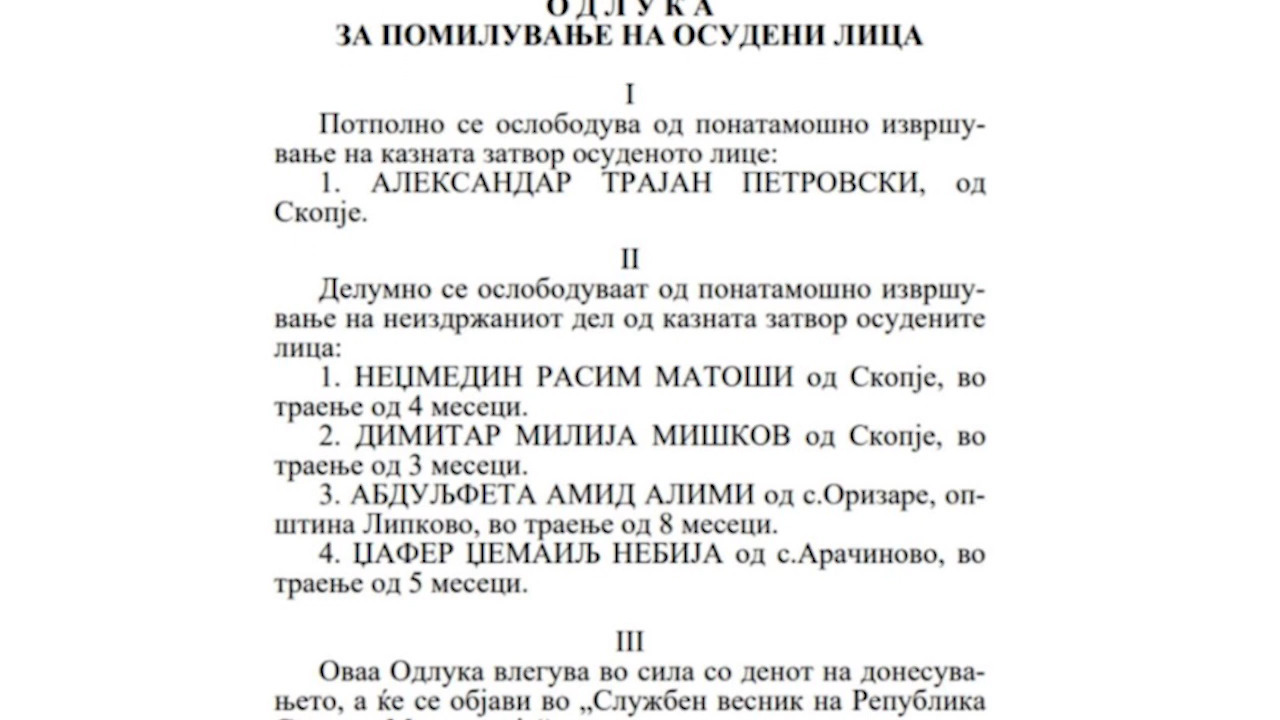 О Д Л У К А
ЗА ПОМИЛУВАЊЕ НА ОСУДЕНИ ЛИЦА
I
Потполно се ослободува од понатамошно извршу-
вање на казната затвор осуденото лице:
1. АЛЕКСАНДАР ТРАЈАН ПЕТРОВСКИ, од
Скопје.
II
Делумно се ослободуваат од понатамошно извршу-
вање на неиздржаниот дел од казната затвор осудените
лица:
1. НЕЏМЕДИН РАСИМ МАТОШИ од Скопје, во
траење од 4 месеци.
2. ДИМИТАР МИЛИЈА МИШКОВ од Скопје, во
траење од 3 месеци.
3. АБДУЉФЕТА АМИД АЛИМИ од с.Оризаре, оп-
штина Липково, во траење од 8 месеци.
4. ЏАФЕР ЏЕМАИЉ НЕБИЈА од с.Арачиново, во
траење од 5 месеци.
III
Оваа Одлука влегува во сила со денот на донесува-
њето, а ќе се објави во „Службен весник на Република